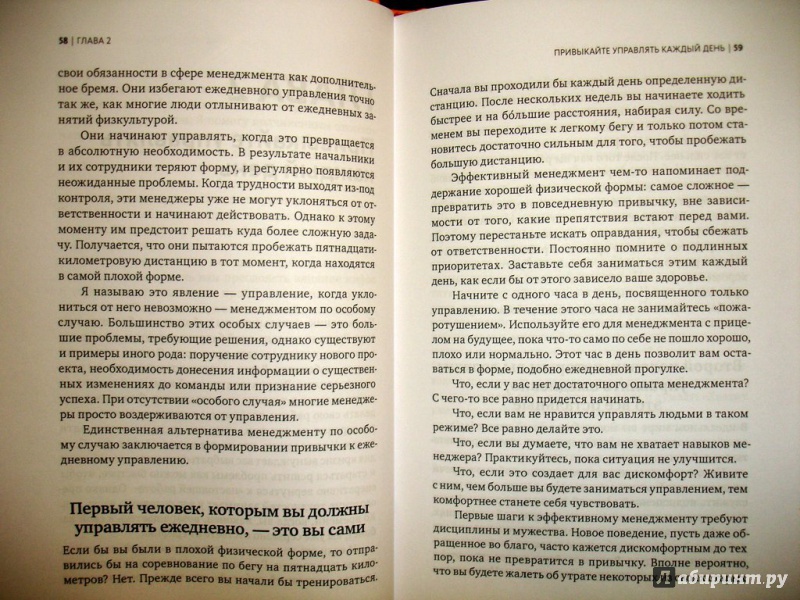 58 | ГЛАВА 2
свои обязанности в сфере менеджмента как дополнитель-
ное бремя. Они избегают ежедневного управления точно
так же, как многие люди отлынивают от ежедневных за-
нятий физкультурой.
Они начинают управлять, когда это превращается
в абсолютную необходимость. В результате начальники
и их сотрудники теряют форму, и регулярно появляются
неожиданные проблемы. Когда трудности выходят из-под
контроля, эти менеджеры уже не могут уклоняться от от-
ветственности и начинают действовать. Однако к этому
моменту им предстоит решать куда более сложную зада-
чу. Получается, что они пытаются пробежать пятнадцати-
километровую дистанцию в тот момент, когда находятся
в самой плохой форме.
Я называю это явление — управление, когда укло-
ниться от него невозможно — менеджментом по особому
случаю. Большинство этих особых случаев — это боль-
шие проблемы, требующие решения, однако существуют
и примеры иного рода: поручение сотруднику нового про-
екта, необходимость донесения информации о существен-
ных изменениях до команды или признание серьезного
успеха. При отсутствии «особого случая» многие менедже-
ры просто воздерживаются от управления.
Единственная альтернатива менеджменту по особо-
му случаю заключается в формировании привычки к еже-
дневному управлению.
Первый человек, которым вы должны
управлять ежедневно, — это вы сами
Если бы вы были в плохой физической форме, то отпра-
вились бы на соревнование по бегу на пятнадцать кило-
метров? Нет. Прежде всего вы начали бы тренироваться.
ПРИВЫКАЙТЕ УПРАВЛЯТЬ КАЖДЫЙ ДЕНЬ | 59
Сначала вы проходили бы каждый день определенную ди-
станцию. После нескольких недель вы начинаете ходить
быстрее и на бо́льшие расстояния, набирая силу. Со вре-
менем вы переходите к легкому бегу и только потом ста-
новитесь достаточно сильным для того, чтобы пробежать
большую дистанцию.
Эффективный менеджмент чем-то напоминает под-
держание хорошей физической формы: самое сложное —
превратить это в повседневную привычку, вне зависи-
мости от того, какие препятствия встают перед вами.
Поэтому перестаньте искать оправдания, чтобы сбежать
от ответственности. Постоянно помните о подлинных
приоритетах. Заставьте себя заниматься этим каждый
день, как если бы от этого зависело ваше здоровье.
Начните с одного часа в день, посвященного только
управлению. В течение этого часа не занимайтесь «пожа-
ротушением». Используйте его для менеджмента с прице-
лом на будущее, пока что-то само по себе не пошло хорошо,
плохо или нормально. Этот час в день позволит вам оста-
ваться в форме, подобно ежедневной прогулке.
Что, если у вас нет достаточного опыта менеджмента?
С чего-то все равно придется начинать.
Что, если вам не нравится управлять людьми в таком
режиме? Все равно делайте это.
Что, если вы думаете, что вам не хватает навыков ме-
неджера? Практикуйтесь, пока ситуация не улучшится.
Что, если это создает для вас дискомфорт? Живите
с ним, чем больше вы будете заниматься управлением, тем
комфортнее станете себя чувствовать.
Первые шаги к эффективному менеджменту требуют
дисциплины и мужества. Новое поведение, пусть даже
обращенное во благо, часто кажется дискомфортным до тех
пор, пока не превратится в привычку. Вполне вероятно,
что вы будете жалеть об утрате некоторых из
Лабиринт.ру